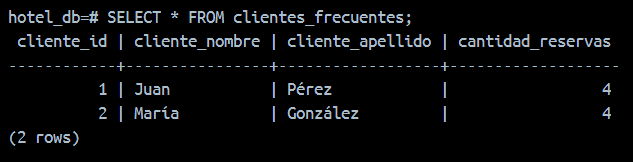 hotel_db=# SELECT * FROM clientes_frecuentes;
 cliente_id | cliente_nombre | cliente_apellido | cantidad_reservas
------------+----------------+------------------+-------------------
          1 | Juan           | Pérez            |                 4
          2 | María          | González         |                 4
(2 rows)